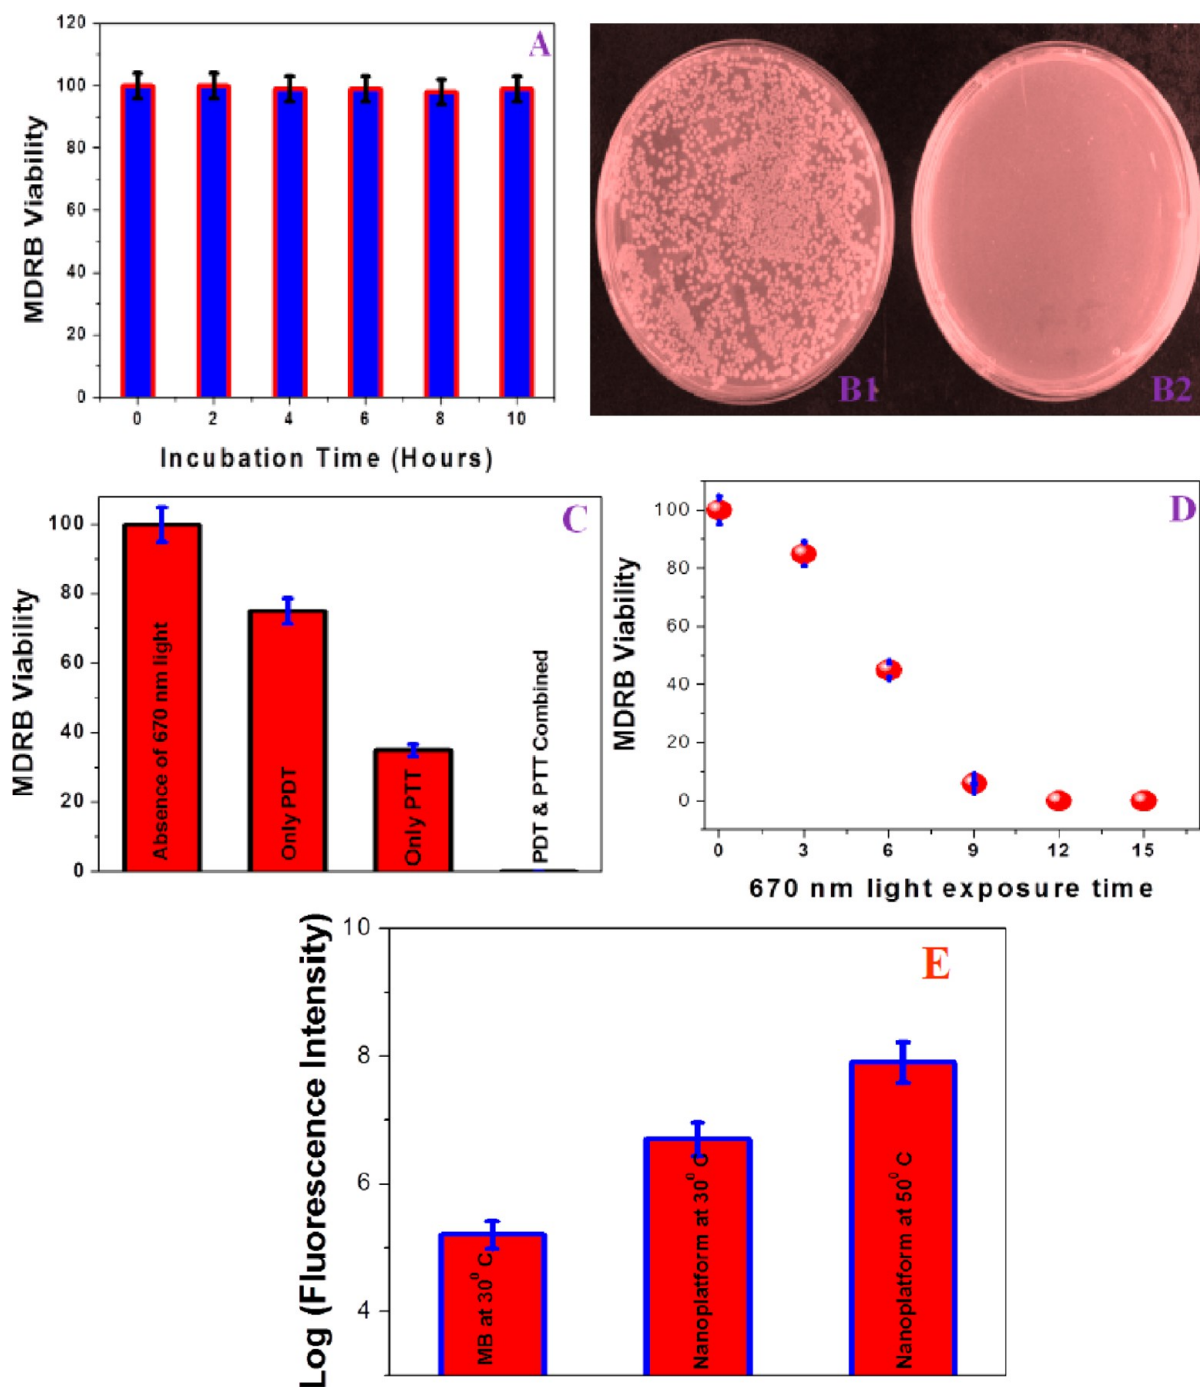 A
MDRB Viability
120
100
80
60
40
20
0
0 2 4 6 8 10
Incubation Time (Hours)
B1
B2
C
MDRB Viability
100
80
60
40
20
0
Absence of 670 nm light
Only PDT
Only PTT
PDT & PTT Combined
D
MDRB Viability
100
80
60
40
20
0
0 3 6 9 12 15
670 nm light exposure time
E
Log (Fluorescence Intensity)
10
8
6
4
MB at 30⁰ C
Nanoplatform at 30⁰ C
Nanoplatform at 50⁰ C